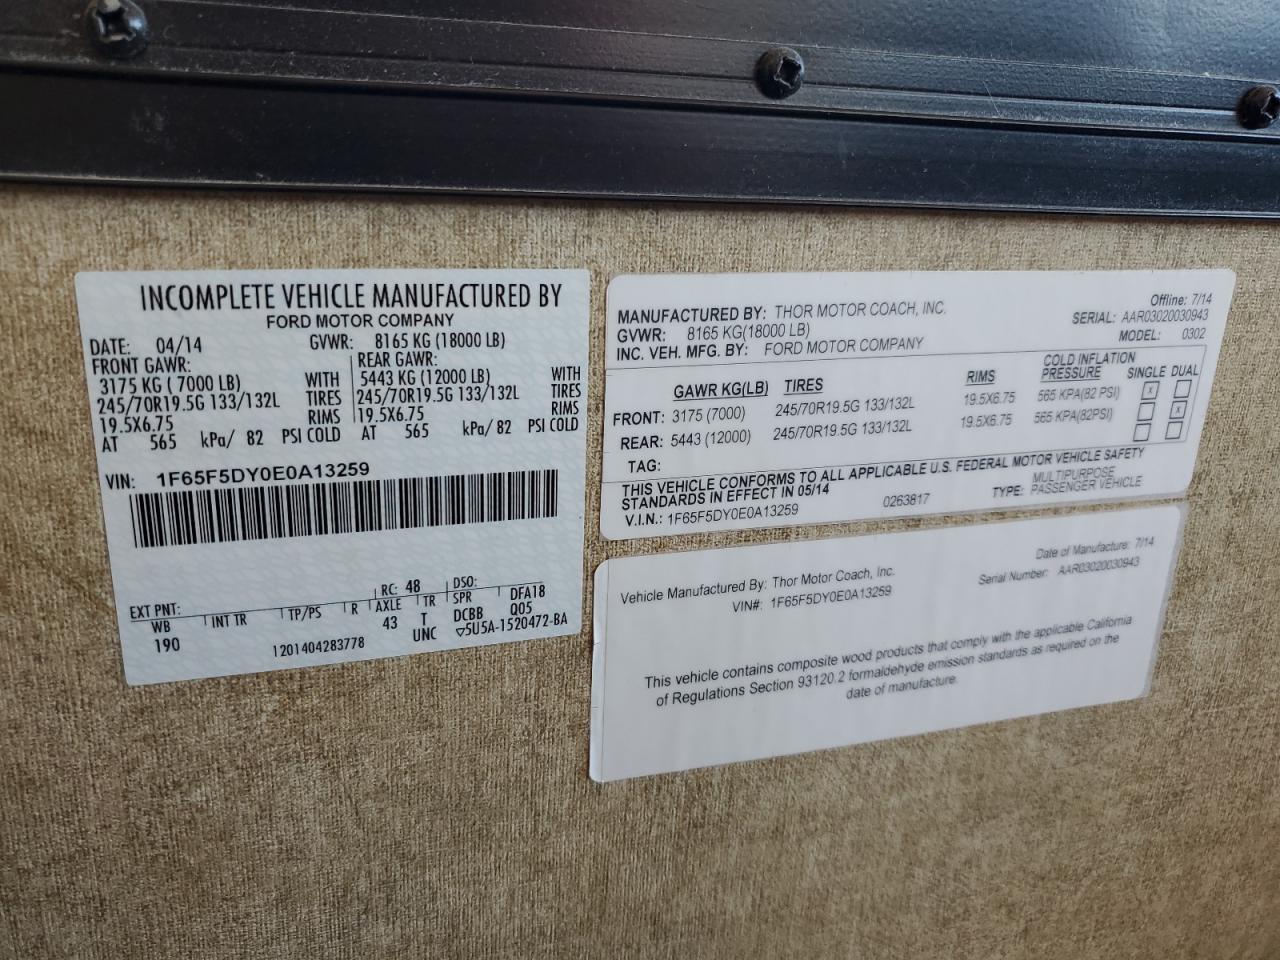 INCOMPLETE VEHICLE MANUFACTURED BY
FORD MOTOR COMPANY
DATE: 04/14 GVWR: 8165 KG (18000 LB)
FRONT GAWR: REAR GAWR:
3175 KG ( 7000 LB) WITH 5443 KG (12000 LB) WITH
245/70R19.5G 133/132L TIRES 245/70R19.5G 133/132L TIRES
19.5X6.75 RIMS 19.5X6.75 RIMS
AT 565 kPa/ 82 PSI COLD AT 565 kPa/ 82 PSI COLD
VIN: 1F65F5DY0E0A13259
EXT PNT: RC: 48 DSO:
WB INT TR TP/PS R AXLE TR SPR DFA18
190 43 T DCBB Q05
1201404283778 UNC ▽5U5A-1520472-BA
MANUFACTURED BY: THOR MOTOR COACH, INC. Offline: 7/14
GVWR: 8165 KG(18000 LB) SERIAL: AAR03020030943
INC. VEH. MFG. BY: FORD MOTOR COMPANY MODEL: 0302
GAWR KG(LB) TIRES RIMS COLD INFLATION PRESSURE SINGLE DUAL
FRONT: 3175 (7000) 245/70R19.5G 133/132L 19.5X6.75 565 KPA(82 PSI) X
REAR: 5443 (12000) 245/70R19.5G 133/132L 19.5X6.75 565 KPA(82PSI) X
TAG:
THIS VEHICLE CONFORMS TO ALL APPLICABLE U.S. FEDERAL MOTOR VEHICLE SAFETY
STANDARDS IN EFFECT IN 05/14 0263817 TYPE: MULTIPURPOSE PASSENGER VEHICLE
V.I.N.: 1F65F5DY0E0A13259
Vehicle Manufactured By: Thor Motor Coach, Inc. Date of Manufacture: 7/14
VIN#: 1F65F5DY0E0A13259 Serial Number: AAR03020030943
This vehicle contains composite wood products that comply with the applicable California
of Regulations Section 93120.2 formaldehyde emission standards as required on the
date of manufacture.